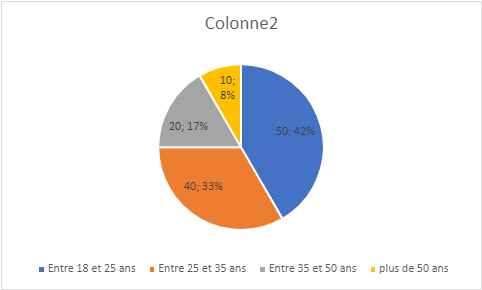 Colonne2
10;
8%
50; 42%
20; 17%
40; 33%
Entre 18 et 25 ans Entre 25 et 35 ans Entre 35 et 50 ans plus de 50 ans